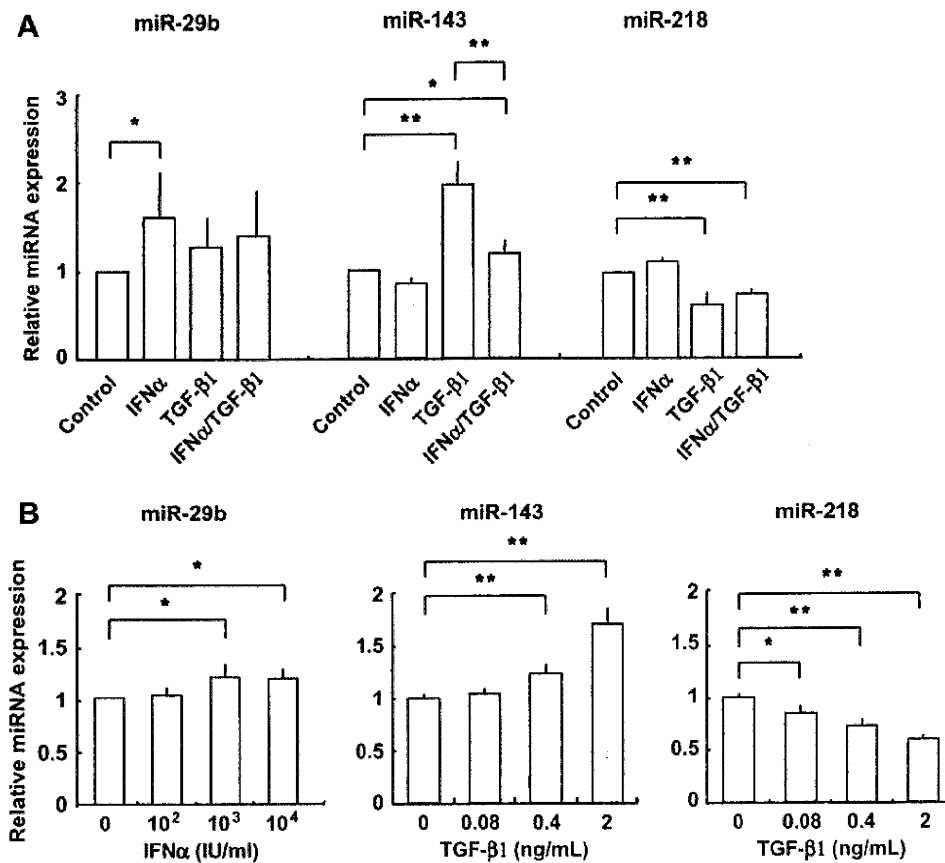 A
miR-29b miR-143 miR-218
Relative miRNA expression
3
2
1
0
* ** * ** ** **
Control IFNα TGF-β1 IFNα/TGF-β1
Control IFNα TGF-β1 IFNα/TGF-β1
Control IFNα TGF-β1 IFNα/TGF-β1
B
miR-29b miR-143 miR-218
Relative miRNA expression
* *
2
1.5
1
0.5
0
0 10² 10³ 10⁴
IFNα (IU/ml)
** **
2
1.5
1
0.5
0
0 0.08 0.4 2
TGF-β1 (ng/mL)
** ** *
2
1.5
1
0.5
0
0 0.08 0.4 2
TGF-β1 (ng/mL)